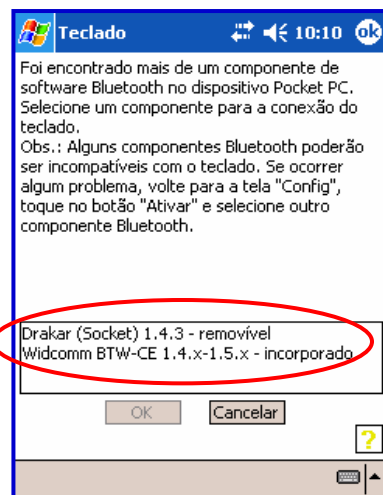 Teclado 10:10 ok
Foi encontrado mais de um componente de
software Bluetooth no dispositivo Pocket PC.
Selecione um componente para a conexão do
teclado.
Obs.: Alguns componentes Bluetooth poderão
ser incompatíveis com o teclado. Se ocorrer
algum problema, volte para a tela "Config",
toque no botão "Ativar" e selecione outro
componente Bluetooth.
Drakar (Socket) 1.4.3 - removível
Widcomm BTW-CE 1.4.x-1.5.x - incorporado
OK Cancelar
?